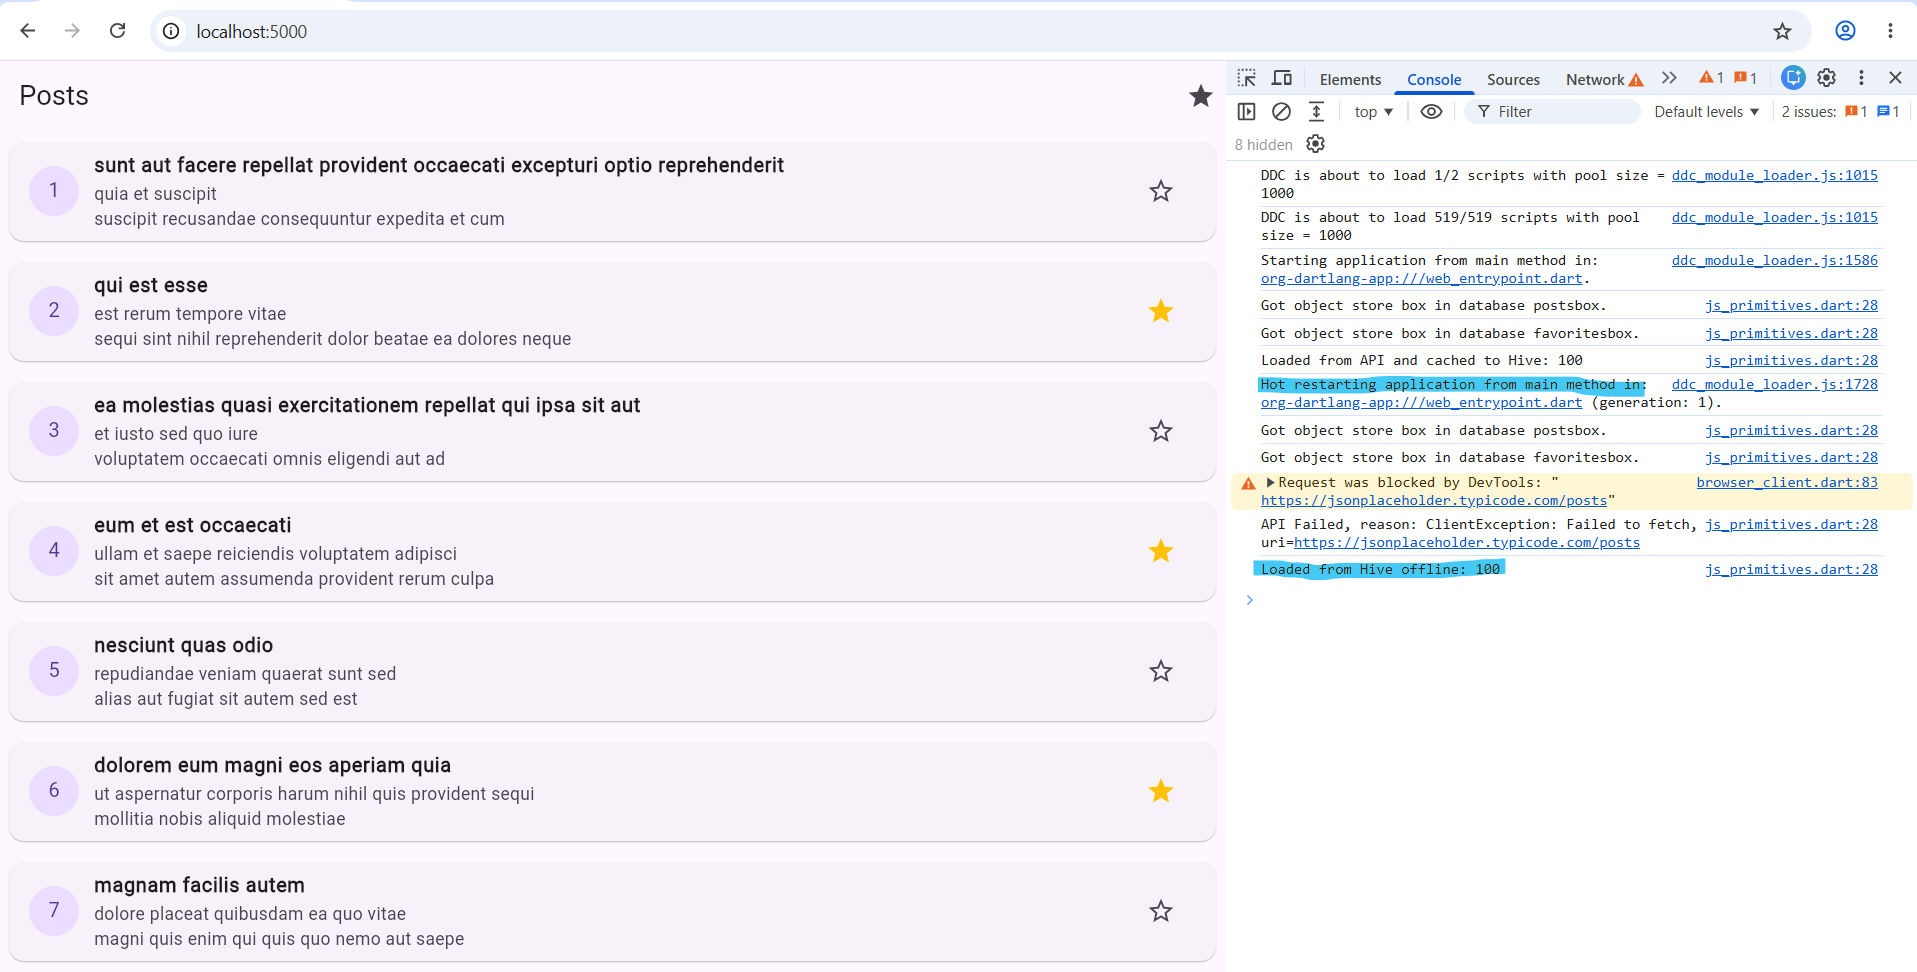 localhost:5000
Posts
1
sunt aut facere repellat provident occaecati excepturi optio reprehenderit
quia et suscipit
suscipit recusandae consequuntur expedita et cum
2
qui est esse
est rerum tempore vitae
sequi sint nihil reprehenderit dolor beatae ea dolores neque
3
ea molestias quasi exercitationem repellat qui ipsa sit aut
et iusto sed quo iure
voluptatem occaecati omnis eligendi aut ad
4
eum et est occaecati
ullam et saepe reiciendis voluptatem adipisci
sit amet autem assumenda provident rerum culpa
5
nesciunt quas odio
repudiandae veniam quaerat sunt sed
alias aut fugiat sit autem sed est
6
dolorem eum magni eos aperiam quia
ut aspernatur corporis harum nihil quis provident sequi
mollitia nobis aliquid molestiae
7
magnam facilis autem
dolore placeat quibusdam ea quo vitae
magni quis enim qui quis quo nemo aut saepe
Elements Console Sources Network 1 1
top Filter Default levels 2 issues: 1 1
8 hidden
DDC is about to load 1/2 scripts with pool size = ddc_module_loader.js:1015
1000
DDC is about to load 519/519 scripts with pool ddc_module_loader.js:1015
size = 1000
Starting application from main method in: ddc_module_loader.js:1586
org-dartlang-app:///web_entrypoint.dart.
Got object store box in database postsbox. js_primitives.dart:28
Got object store box in database favoritesbox. js_primitives.dart:28
Loaded from API and cached to Hive: 100 js_primitives.dart:28
Hot restarting application from main method in: ddc_module_loader.js:1728
org-dartlang-app:///web_entrypoint.dart (generation: 1).
Got object store box in database postsbox. js_primitives.dart:28
Got object store box in database favoritesbox. js_primitives.dart:28
Request was blocked by DevTools: " browser_client.dart:83
https://jsonplaceholder.typicode.com/posts"
API Failed, reason: ClientException: Failed to fetch, js_primitives.dart:28
uri=https://jsonplaceholder.typicode.com/posts
Loaded from Hive offline: 100 js_primitives.dart:28